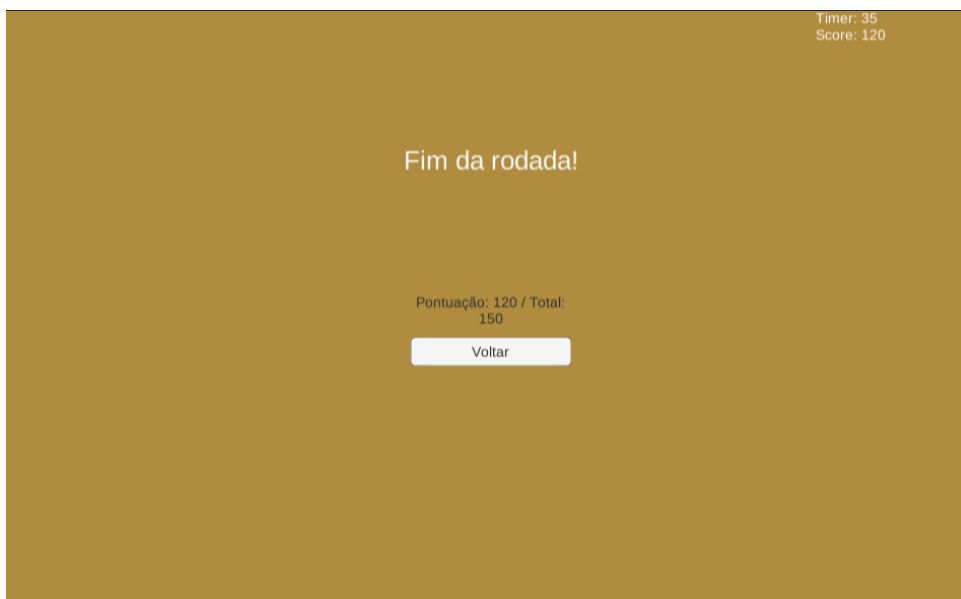 Timer: 35
Score: 120
Fim da rodada!
Pontuação: 120 / Total:
150
Voltar